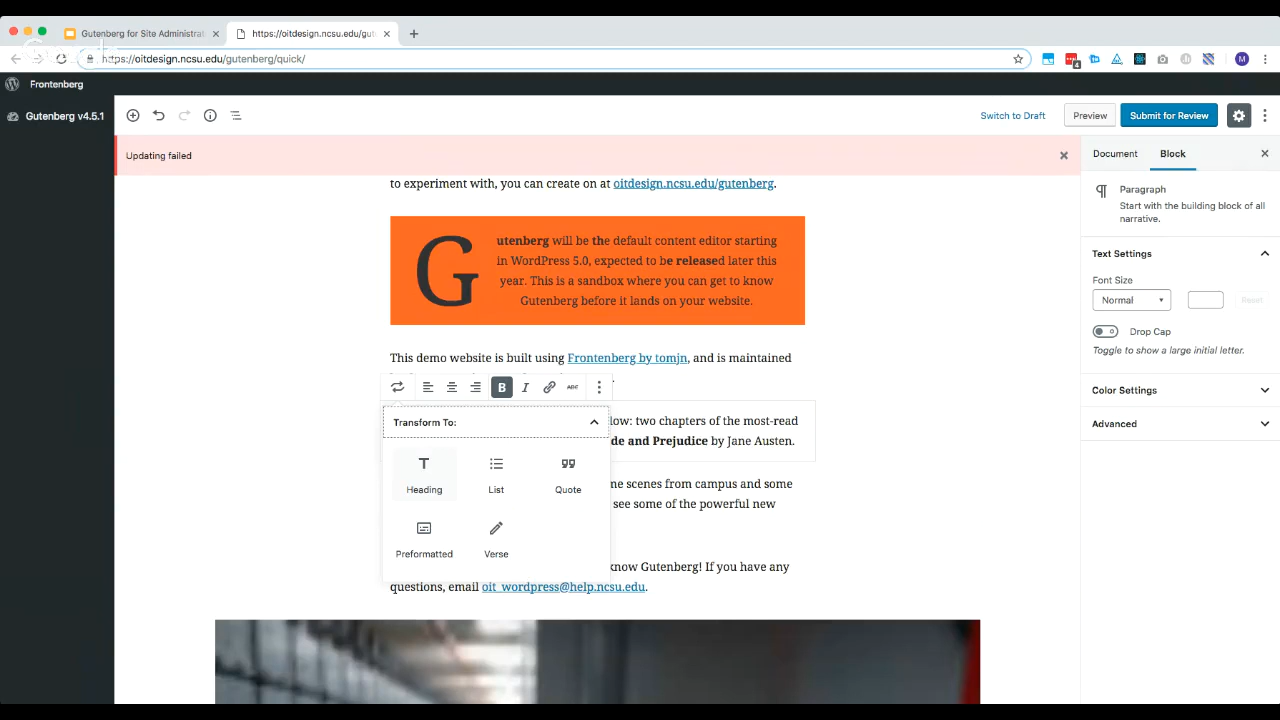 Gutenberg for Site Administrat
https://oitdesign.ncsu.edu/gut
https://oitdesign.ncsu.edu/gutenberg/quick/
Frontenberg
Gutenberg v4.5.1
Switch to Draft
Preview
Submit for Review
Updating failed
Document
Block
to experiment with, you can create on at oitdesign.ncsu.edu/gutenberg.
Paragraph
Start with the building block of all
narrative.
Gutenberg will be the default content editor starting
in WordPress 5.0, expected to be released later this
year. This is a sandbox where you can get to know
Gutenberg before it lands on your website.
Text Settings
Font Size
Normal
Reset
Drop Cap
Toggle to show a large initial letter.
This demo website is built using Frontenberg by tomjn, and is maintained
B I ABC
Color Settings
Advanced
Transform To:
low: two chapters of the most-read
de and Prejudice by Jane Austen.
Heading
List
Quote
ne scenes from campus and some
see some of the powerful new
Preformatted
Verse
know Gutenberg! If you have any
questions, email oit_wordpress@help.ncsu.edu.